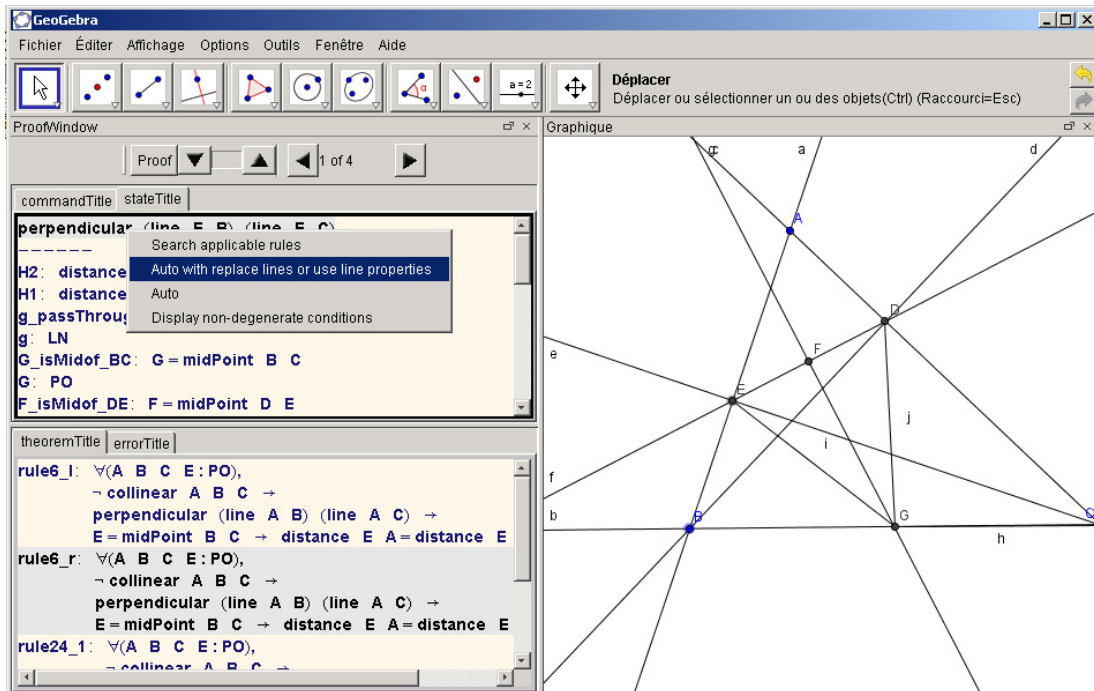 GeoGebra
Fichier Éditer Affichage Options Outils Fenêtre Aide
a = 2
α
Déplacer
Déplacer ou sélectionner un ou des objets(Ctrl) (Raccourci=Esc)
ProofWindow
Proof
1 of 4
commandTitle stateTitle
perpendicular (line E B) (line E C)
------
Search applicable rules
Auto with replace lines or use line properties
Auto
Display non-degenerate conditions
H2: distance
H1: distance
g_passThroug
g: LN
G_isMidof_BC: G = midPoint B C
G: PO
F_isMidof_DE: F = midPoint D E
theoremTitle errorTitle
rule6_l: ∀(A B C E : PO),
¬ collinear A B C →
perpendicular (line A B) (line A C) →
E = midPoint B C → distance E A = distance E
rule6_r: ∀(A B C E : PO),
¬ collinear A B C →
perpendicular (line A B) (line A C) →
E = midPoint B C → distance E A = distance E
rule24_1: ∀(A B C E : PO),
¬ collinear A B C →
Graphique
g c a d
A
D
e
F
E
j
i
f
b B G C
h